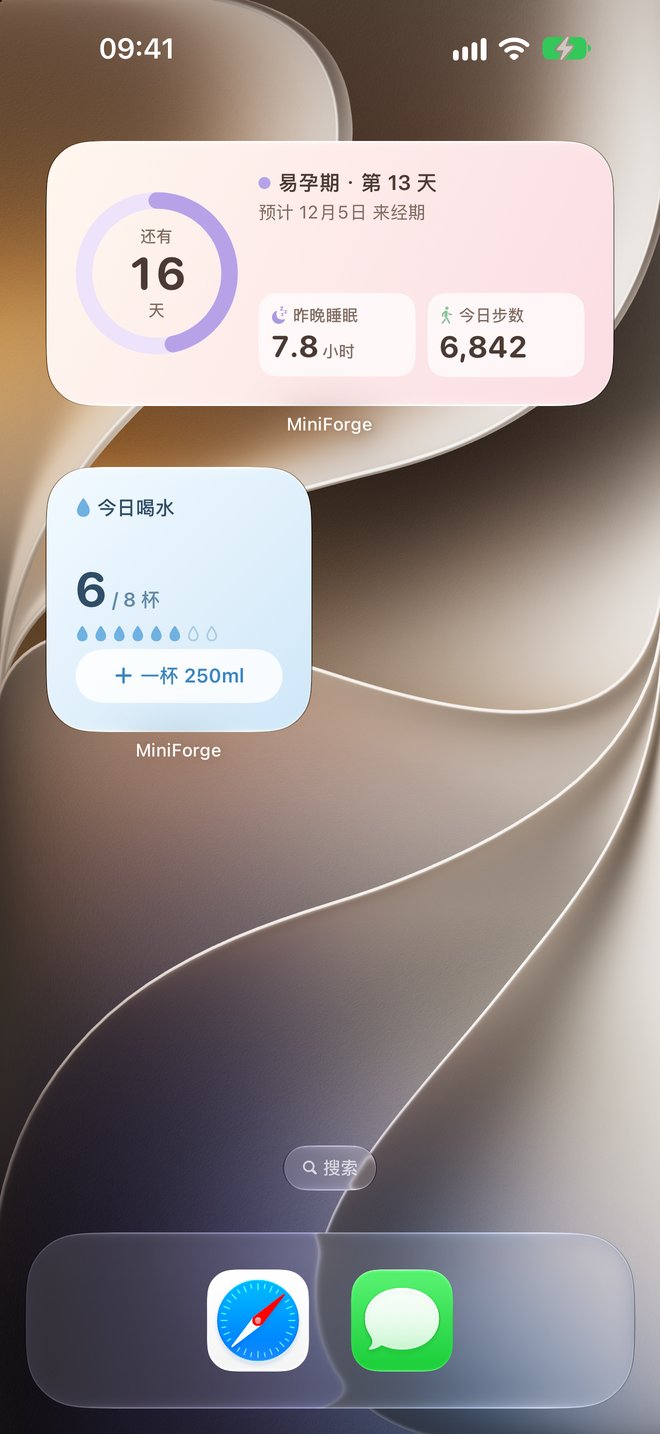 09:41
易孕期 · 第 13 天
预计 12月5日 来经期
还有
16
天
昨晚睡眠
7.8 小时
今日步数
6,842
MiniForge
今日喝水
6 / 8 杯
+ 一杯 250ml
MiniForge
搜索